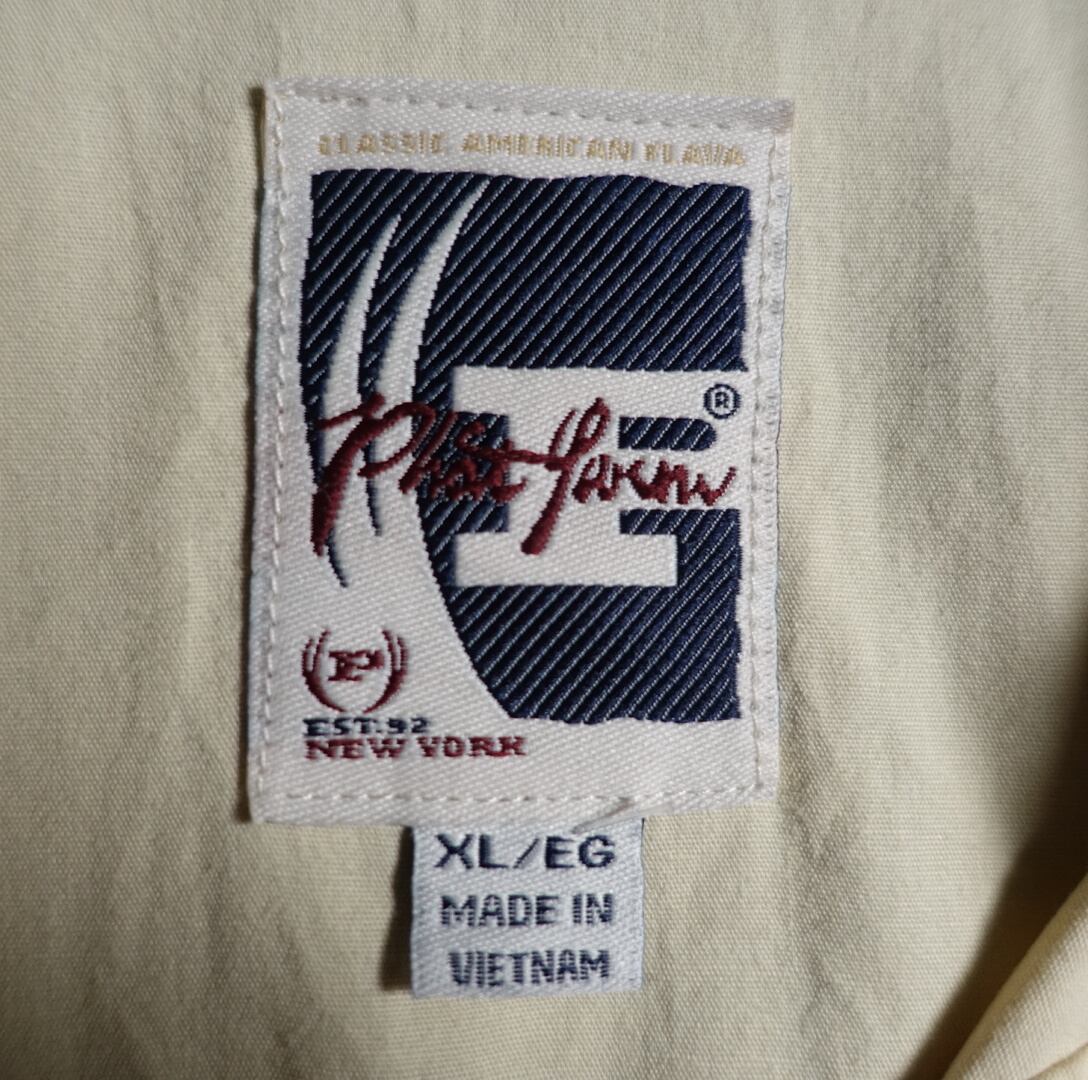 CLASSIC AMERICAN FLAVA
Phat Farm
®
P
EST. 92
NEW YORK
XL/EG
MADE IN
VIETNAM